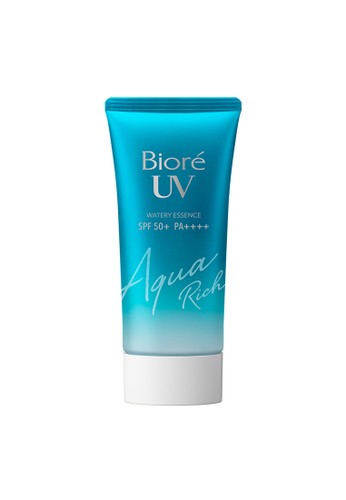 Bioré
UV
WATERY ESSENCE
SPF 50+ PA++++
Aqua
Rich